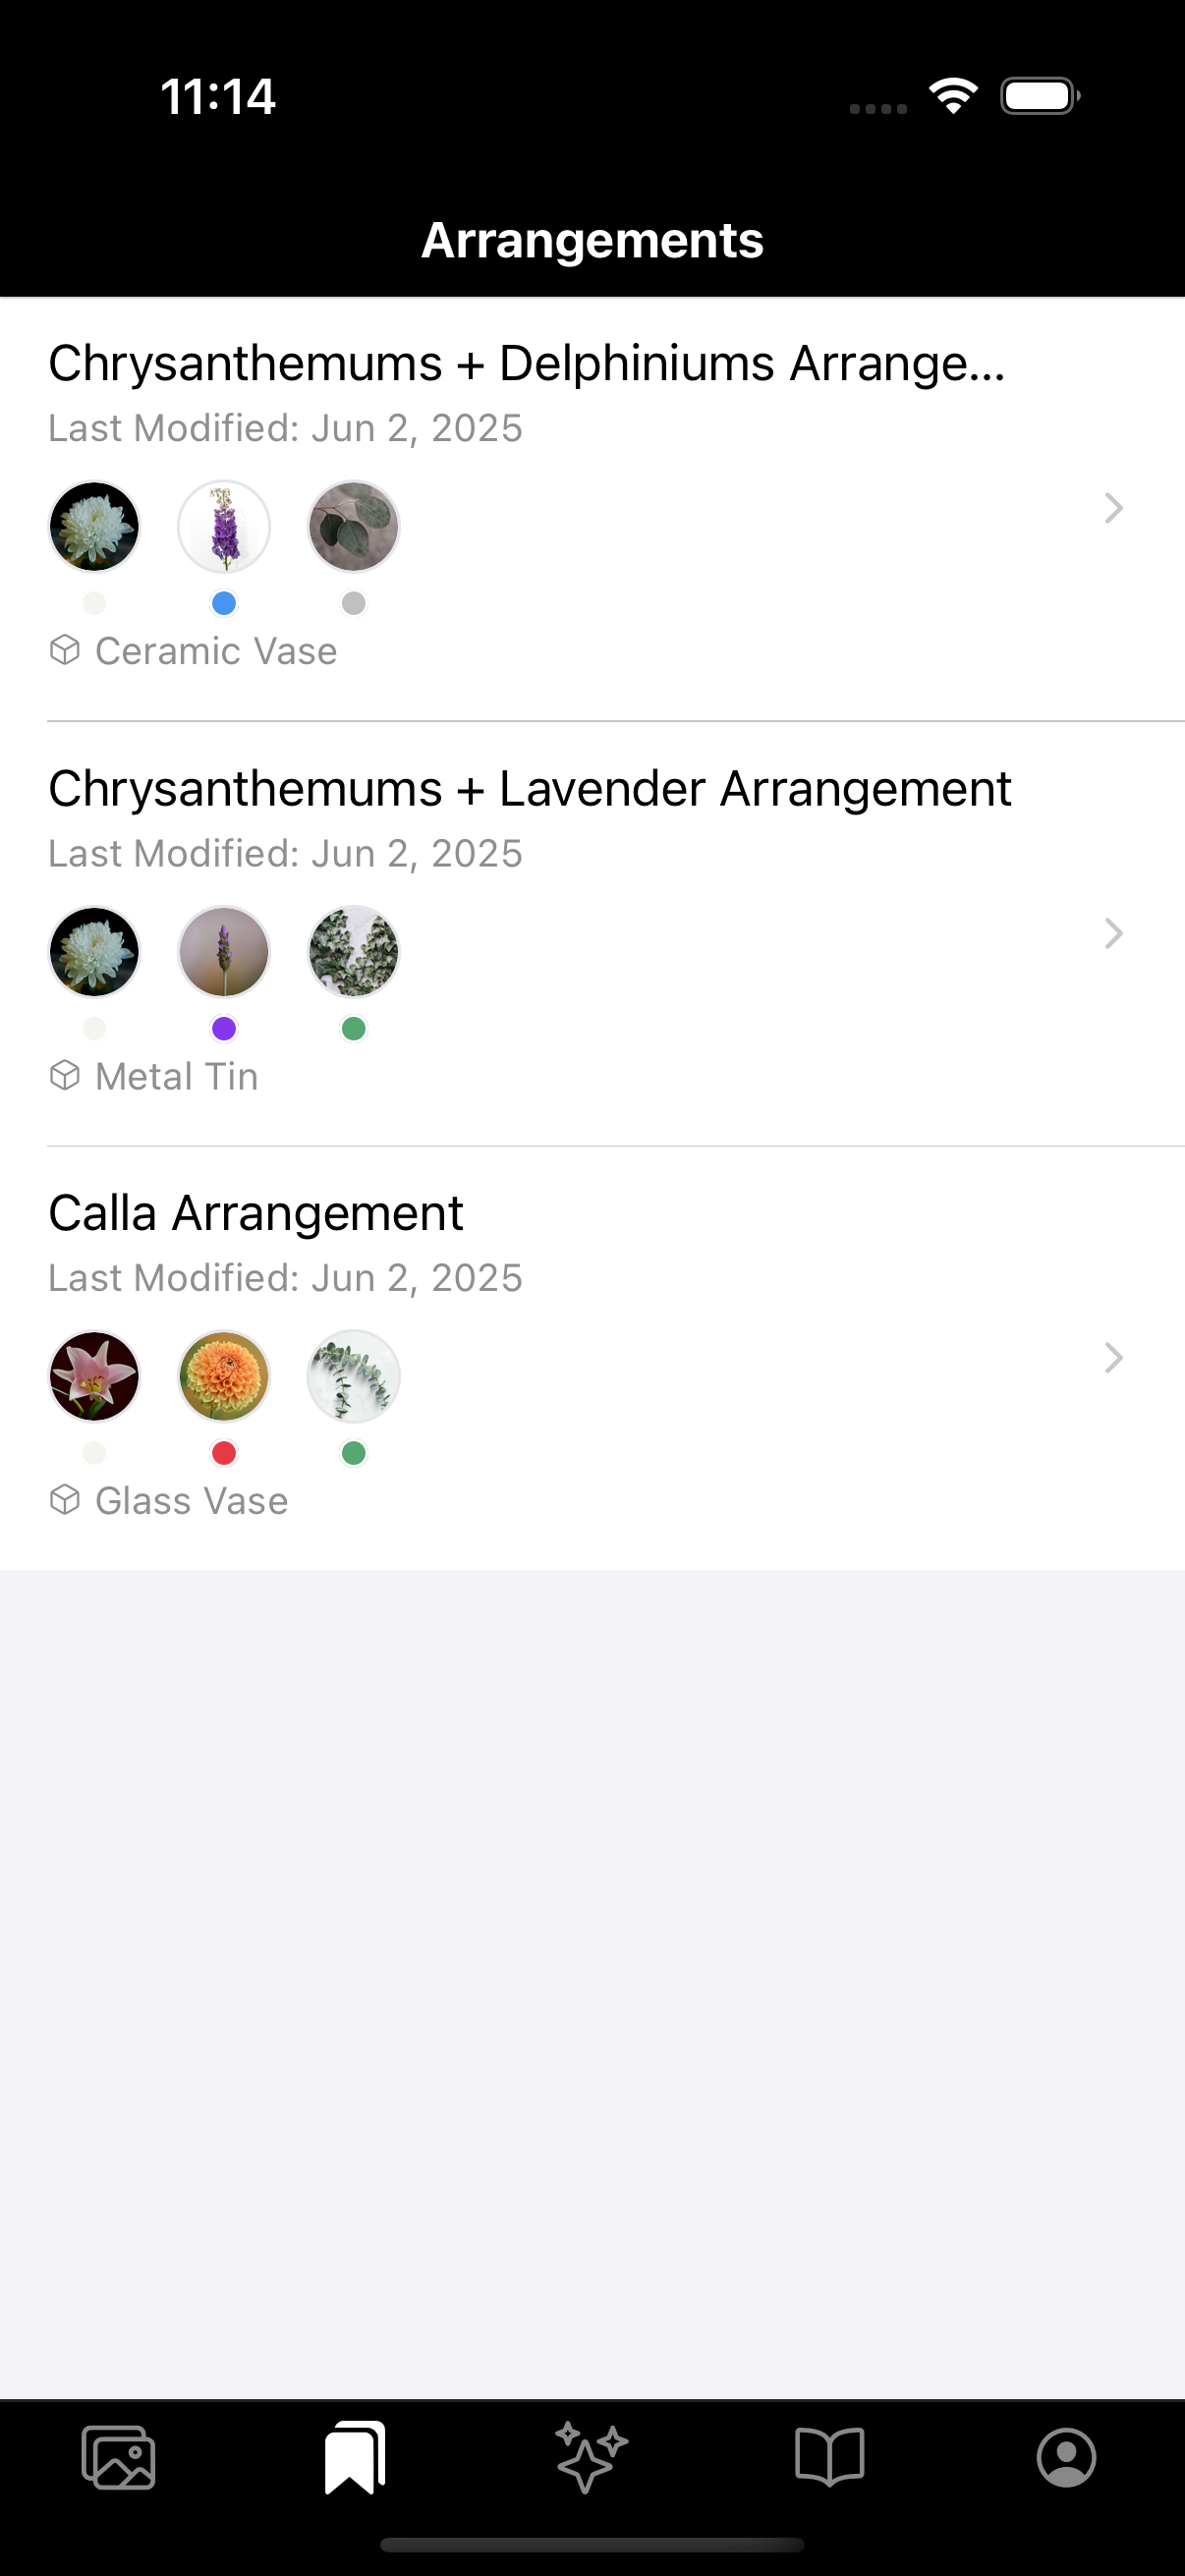 11:14
Arrangements
Chrysanthemums + Delphiniums Arrange...
Last Modified: Jun 2, 2025
Ceramic Vase
Chrysanthemums + Lavender Arrangement
Last Modified: Jun 2, 2025
Metal Tin
Calla Arrangement
Last Modified: Jun 2, 2025
Glass Vase